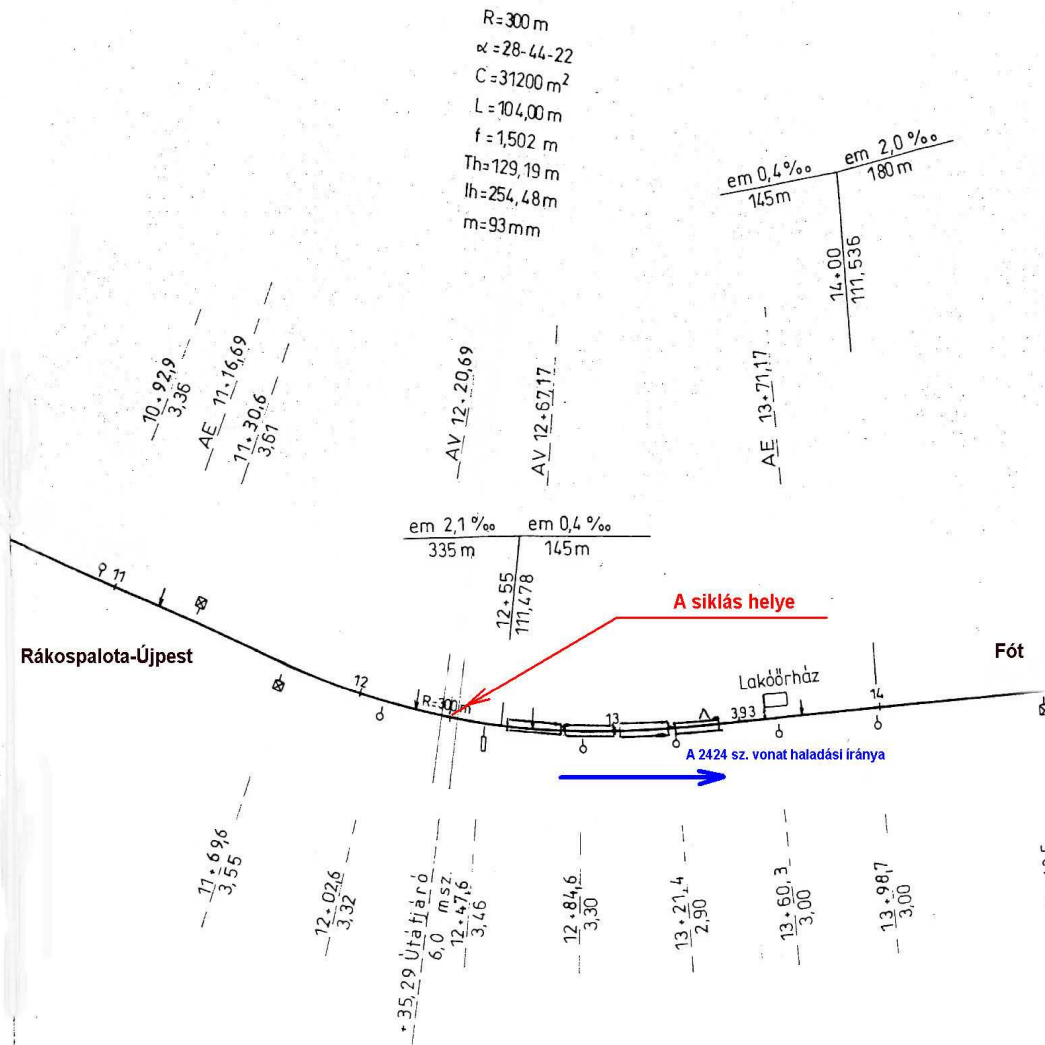 R=300 m
α=28-44-22
C=31200 m²
L=104,00 m
f=1,502 m
Th=129,19 m
Ih=254,48 m
m=93 mm
em 0,4 ‰
145 m
em 2,0 ‰
180 m
14+00
111,536
10+92,9
3,36
AE 11+16,69
11+30,6
3,61
AV 12+20,69
AV 12+67,17
AE 13+71,17
em 2,1 ‰
335 m
em 0,4 ‰
145 m
12+55
111,478
A siklás helye
11
Rákospalota-Újpest
Fót
12
R=300 m
13
3,93
Lakóőrház
14
A 2424 sz. vonat haladási íránya
11+69,6
3,55
12+02,6
3,32
+35,29 Útátjáró
6,0 msz.
12+47,6
3,46
12+84,6
3,30
13+21,4
2,90
13+60,3
3,00
13+98,7
3,00